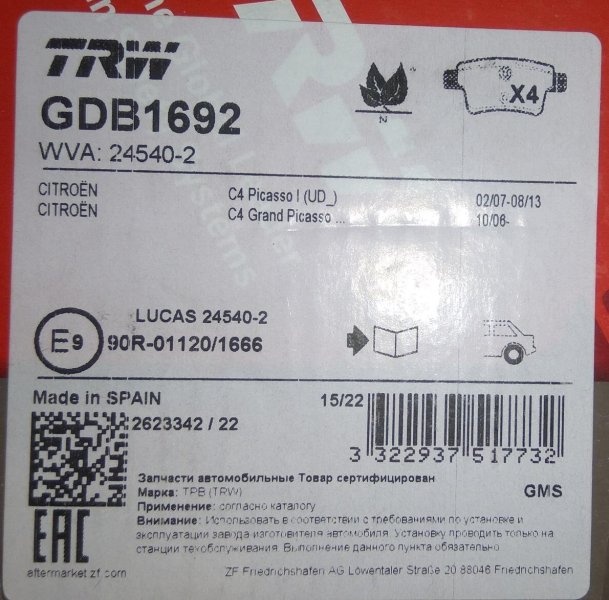 TRW
GDB1692
WVA: 24540-2
X4
N
CITROËN C4 Picasso I (UD_) 02/07-08/13
CITROËN C4 Grand Picasso ... 10/06-
LUCAS 24540-2
E9 90R-01120/1666
Made in SPAIN
15/22
2623342 / 22
3 322937 517732
Запчасти автомобильные Товар сертифицирован
Марка: ТРВ (TRW)
GMS
Применение: согласно каталогу
Внимание: Использовать в соответствии с требованиями по установке и
эксплуатации завода изготовителя автомобиля. Установку проводить только на
станции техобслуживания. Выполнение данного пункта обязательно
EAC
aftermarket.zf.com
ZF Friedrichshafen AG Löwentaler Straße 20 88046 Friedrichshafen